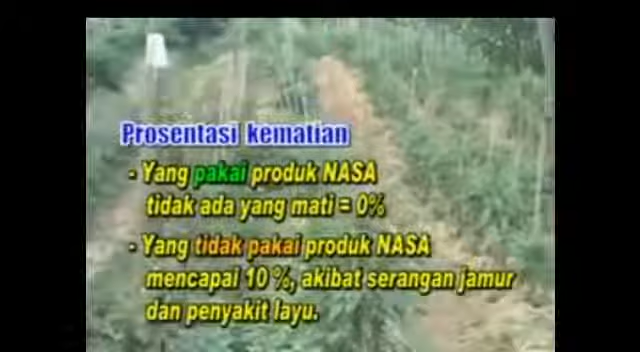 Prosentasi kematian
- Yang pakai produk NASA
tidak ada yang mati = 0%
- Yang tidak pakai produk NASA
mencapai 10 %, akibat serangan jamur
dan penyakit layu.